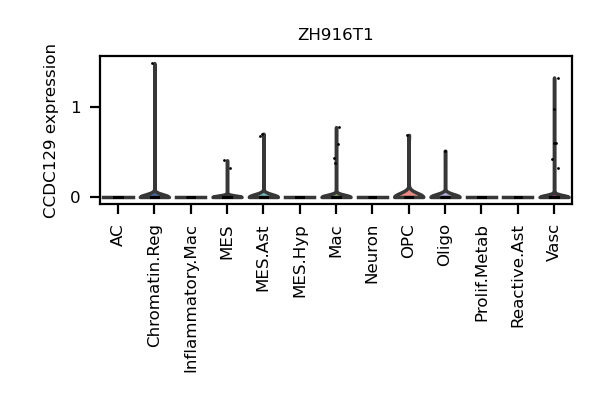 ZH916T1
CCDC129 expression
1
0
AC
Chromatin.Reg
Inflammatory.Mac
MES
MES.Ast
MES.Hyp
Mac
Neuron
OPC
Oligo
Prolif.Metab
Reactive.Ast
Vasc